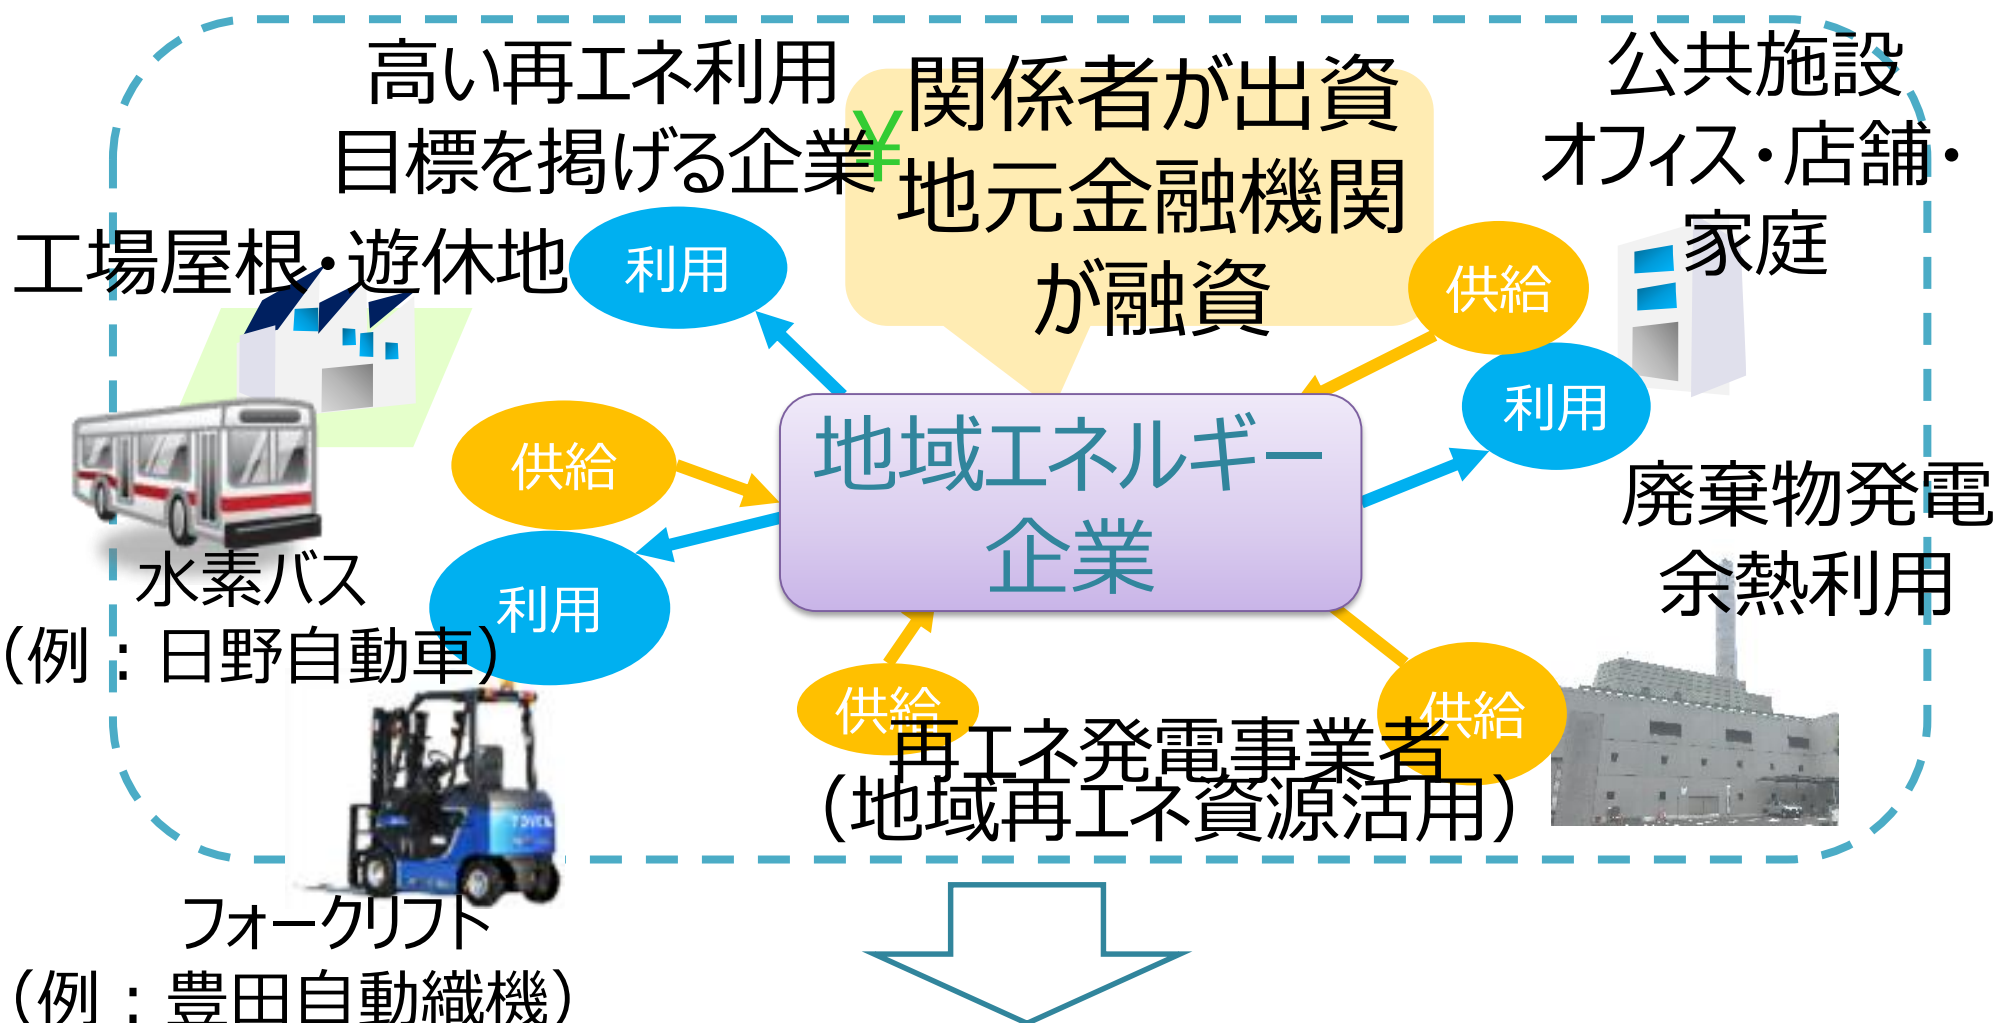 高い再エネ利用
目標を掲げる企業
¥
関係者が出資
地元金融機関
が融資
公共施設
オフィス・店舗・
家庭
工場屋根・遊休地
利用
供給
利用
供給
利用
地域エネルギー
企業
廃棄物発電
余熱利用
水素バス
（例：日野自動車）
供給
供給
再エネ発電事業者
（地域再エネ資源活用）
フォークリフト
（例：豊田自動織機）